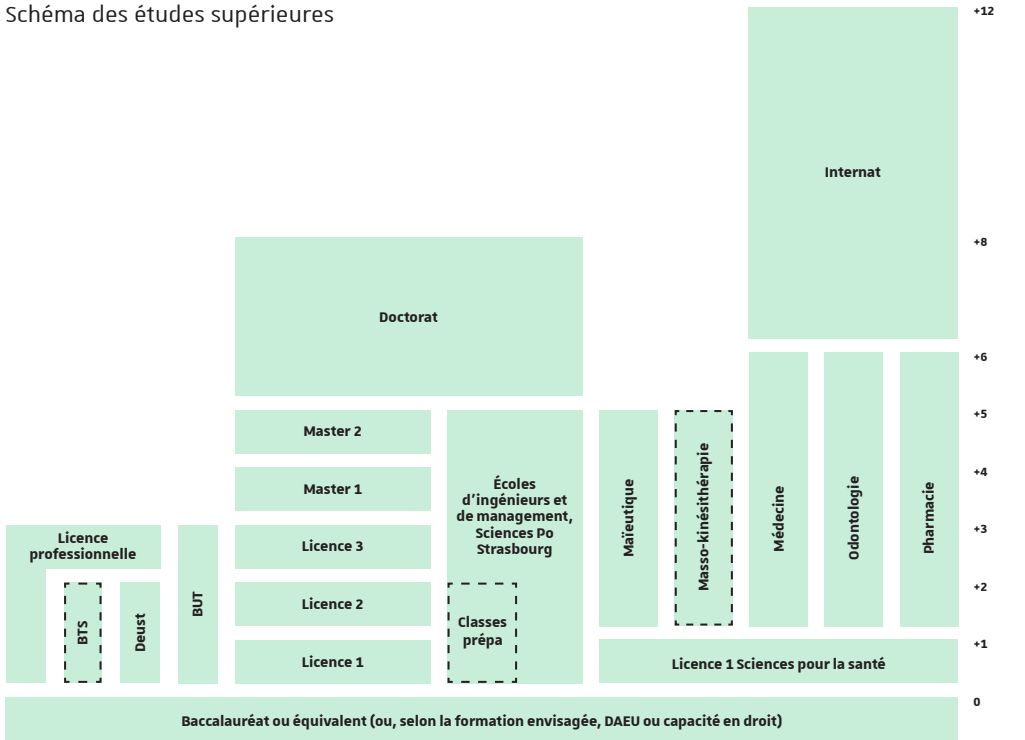 Schéma des études supérieures
+12
Internat
+8
Doctorat
+6
+5
Master 2
+4
Master 1
Écoles
d'ingénieurs et
de management,
Sciences Po
Strasbourg
Maïeutique
Masso-kinésithérapie
Médecine
Odontologie
Pharmacie
+3
Licence
professionnelle
Licence 3
+2
BTS
Deust
BUT
Licence 2
Classes
prépa
+1
Licence 1
Licence 1 Sciences pour la santé
0
Baccalauréat ou équivalent (ou, selon la formation envisagée, DAEU ou capacité en droit)